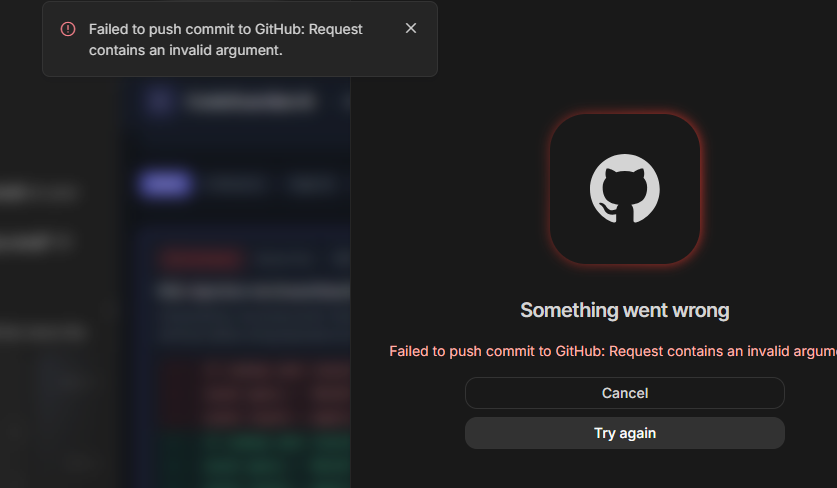 Failed to push commit to GitHub: Request
contains an invalid argument.
Something went wrong
Failed to push commit to GitHub: Request contains an invalid argum
Cancel
Try again